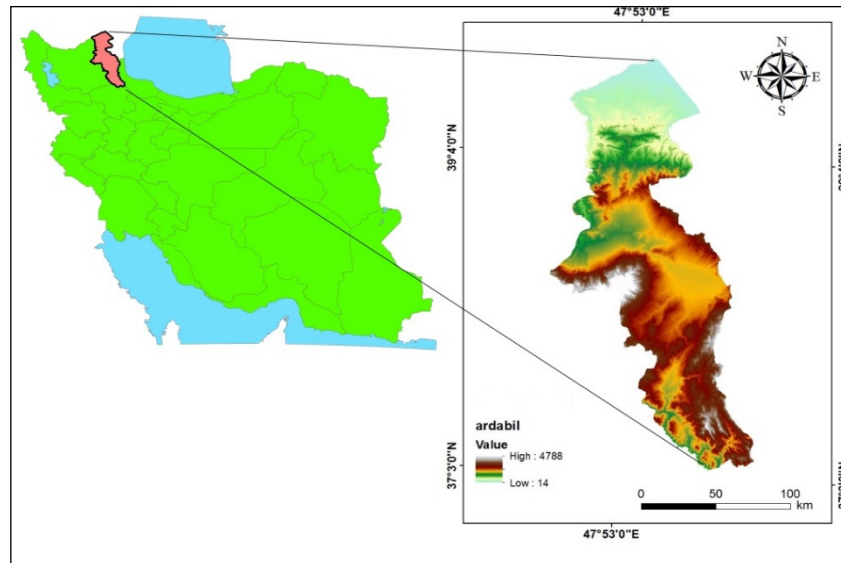 47°53'0"E
N
W E
S
39°4'0"N
37°3'0"N
ardabil
Value
High : 4788
Low : 14
0 50 100
km
47°53'0"E